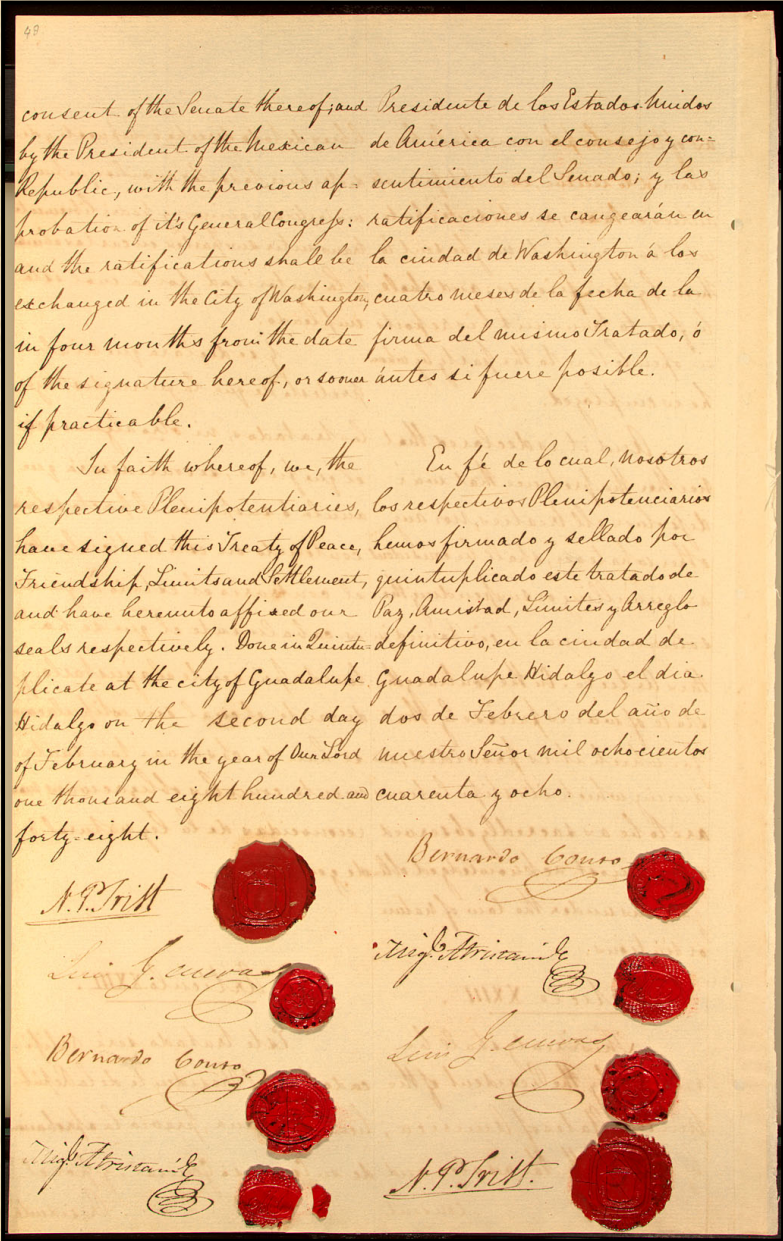 48
consent of the Senate thereof; and
by the President of the Mexican
Republic, with the previous ap=
probation of it's General Congress:
and the ratifications shall be
exchanged in the City of Washington,
in four months from the date
of the signature hereof, or sooner
if practicable.
In faith whereof, we, the
respective Plenipotentiaries,
have signed this Treaty of Peace,
Friendship, Limits and Settlement,
and have hereunto affixed our
seals respectively. Done in Quintu=
plicate at the city of Guadalupe
Hidalgo on the second day
of February in the year of Our Lord
one thousand eight hundred and
forty-eight.
N. P. Trist
Luis G. Cuevas
Bernardo Couto
Migl. Atristain
Presidente de los Estados Unidos
de América con el consejo y con=
sentimiento del Senado; y las
ratificaciones se cangearán en
la ciudad de Washington á los
cuatro meses de la fecha de la
firma del mismo Tratado, ó
ántes si fuere posible.
En fé de lo cual, nosotros
los respectivos Plenipotenciarios
hemos firmado y sellado por
quintuplicado este tratado de
Paz, Amistad, Límites y Arreglo
definitivo, en la ciudad de
Guadalupe Hidalgo el dia
dos de Febrero del año de
nuestro Señor mil ochocientos
cuarenta y ocho.
Bernardo Couto
Migl. Atristain
Luis G. Cuevas
N. P. Trist.